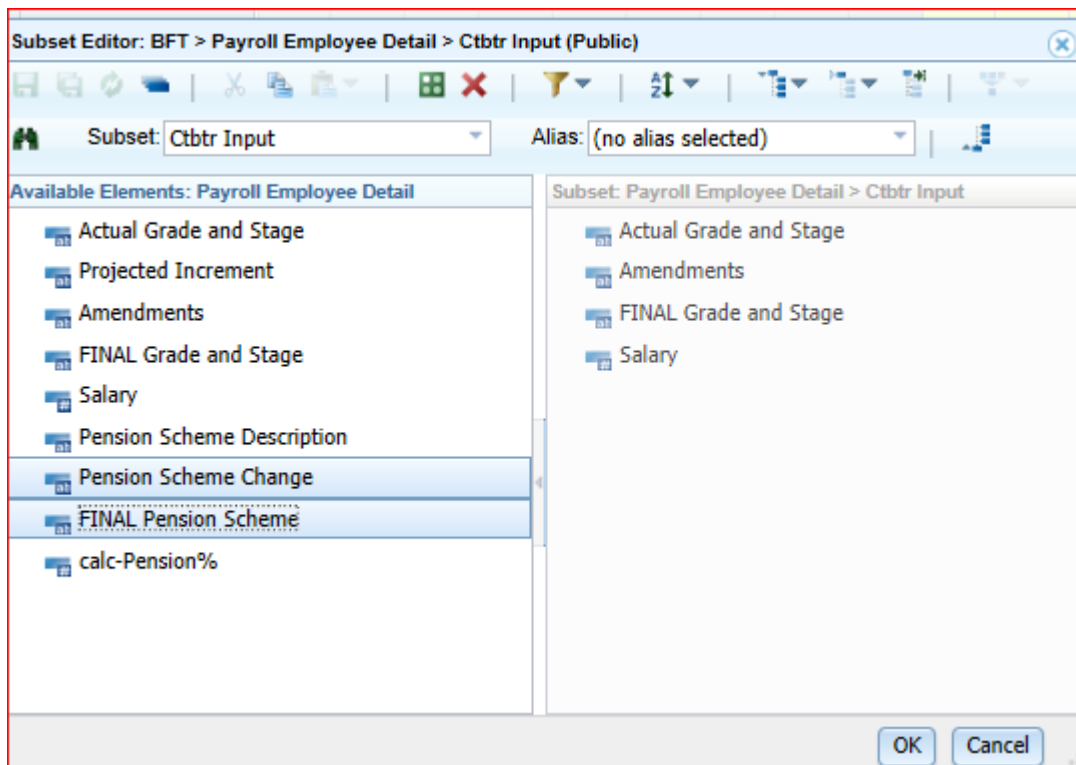 Subset Editor: BFT > Payroll Employee Detail > Ctbtr Input (Public)
Subset: Ctbtr Input Alias: (no alias selected)
Available Elements: Payroll Employee Detail
Actual Grade and Stage
Projected Increment
Amendments
FINAL Grade and Stage
Salary
Pension Scheme Description
Pension Scheme Change
FINAL Pension Scheme
calc-Pension%
Subset: Payroll Employee Detail > Ctbtr Input
Actual Grade and Stage
Amendments
FINAL Grade and Stage
Salary
OK Cancel